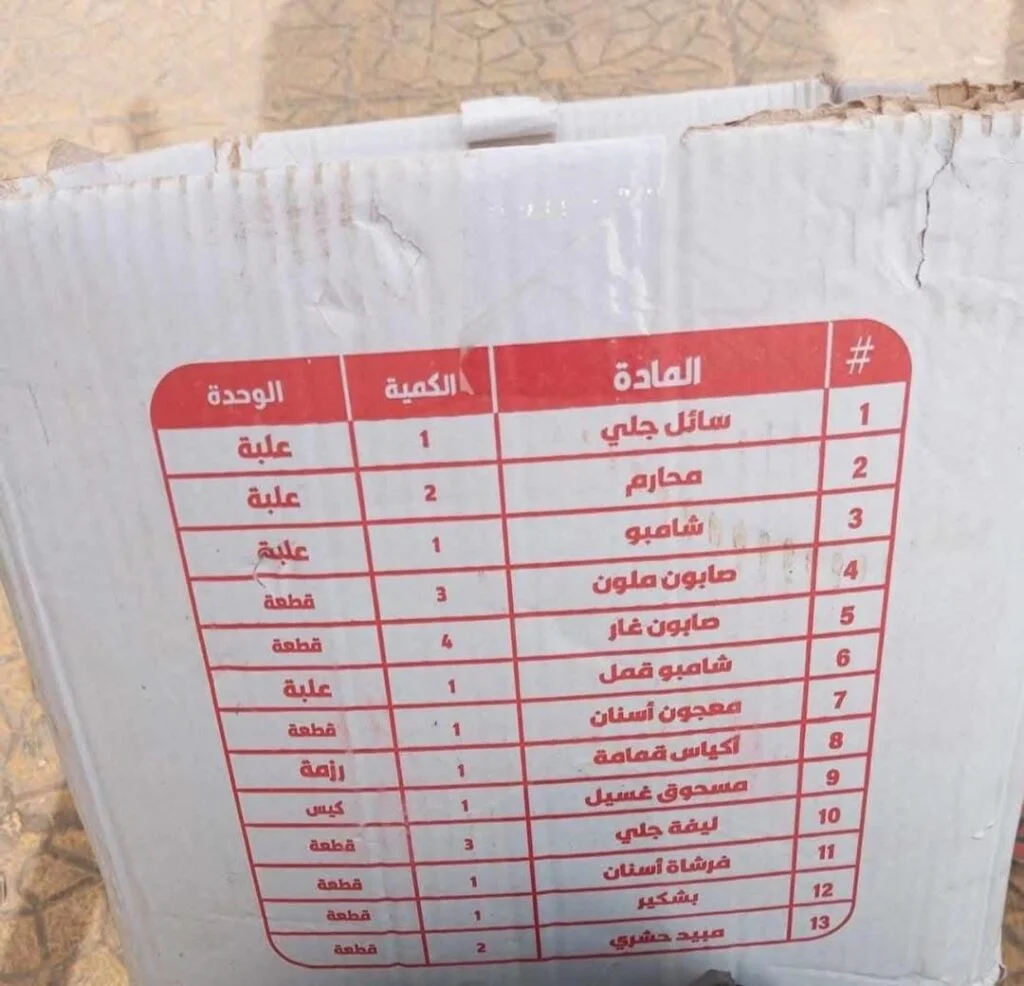 # المادة الكمية الوحدة
1 سائل جلي 1 علبة
2 محارم 2 علبة
3 شامبو 1 علبة
4 صابون ملون 3 قطعة
5 صابون غار 4 قطعة
6 شامبو قمل 1 علبة
7 معجون أسنان 1 قطعة
8 أكياس قمامة 1 رزمة
9 مسحوق غسيل 1 كيس
10 ليفة جلي 3 قطعة
11 فرشاة أسنان 1 قطعة
12 بشكير 1 قطعة
13 مبيد حشري 2 قطعة